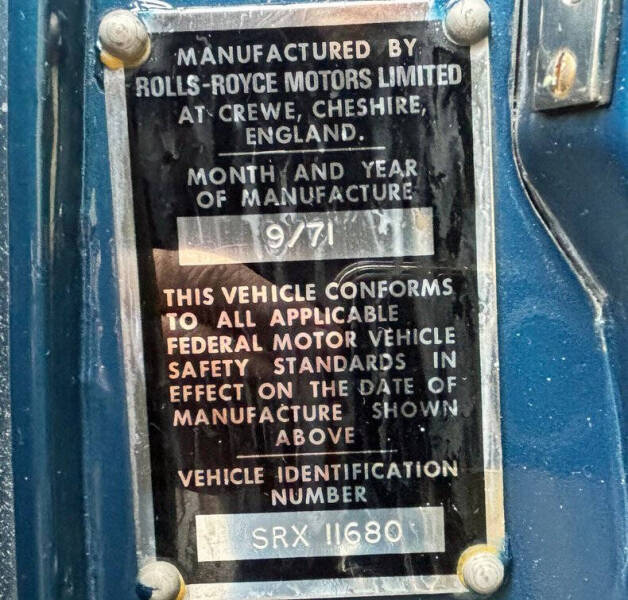 MANUFACTURED BY
ROLLS-ROYCE MOTORS LIMITED
AT CREWE, CHESHIRE,
ENGLAND.
MONTH AND YEAR
OF MANUFACTURE
9/71
THIS VEHICLE CONFORMS
TO ALL APPLICABLE
FEDERAL MOTOR VEHICLE
SAFETY STANDARDS IN
EFFECT ON THE DATE OF
MANUFACTURE SHOWN
ABOVE
VEHICLE IDENTIFICATION
NUMBER
SRX 11680